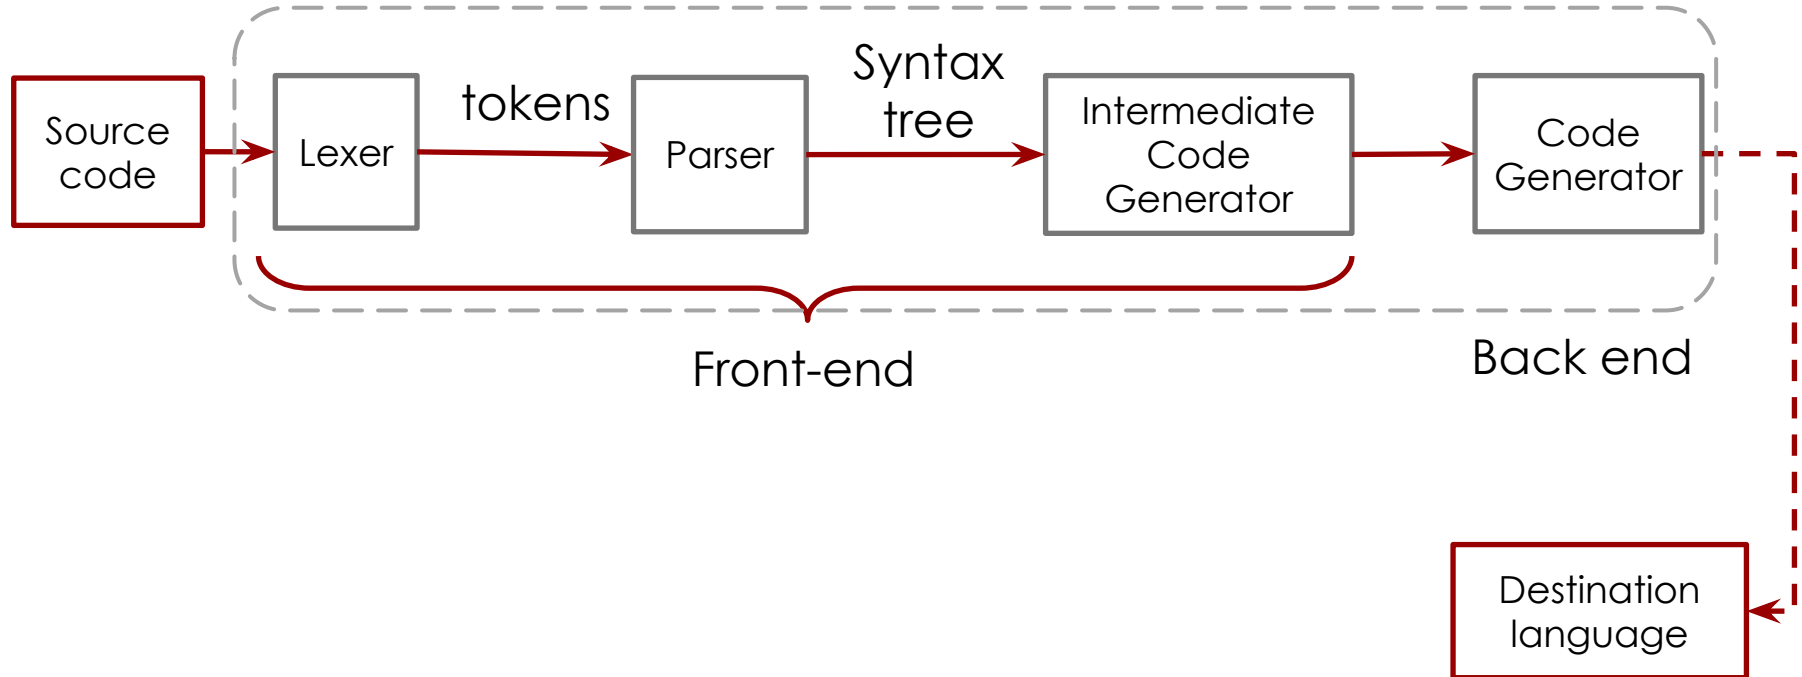 Source
code
Lexer
tokens
Parser
Syntax
tree
Intermediate
Code
Generator
Code
Generator
Front-end
Back end
Destination
language